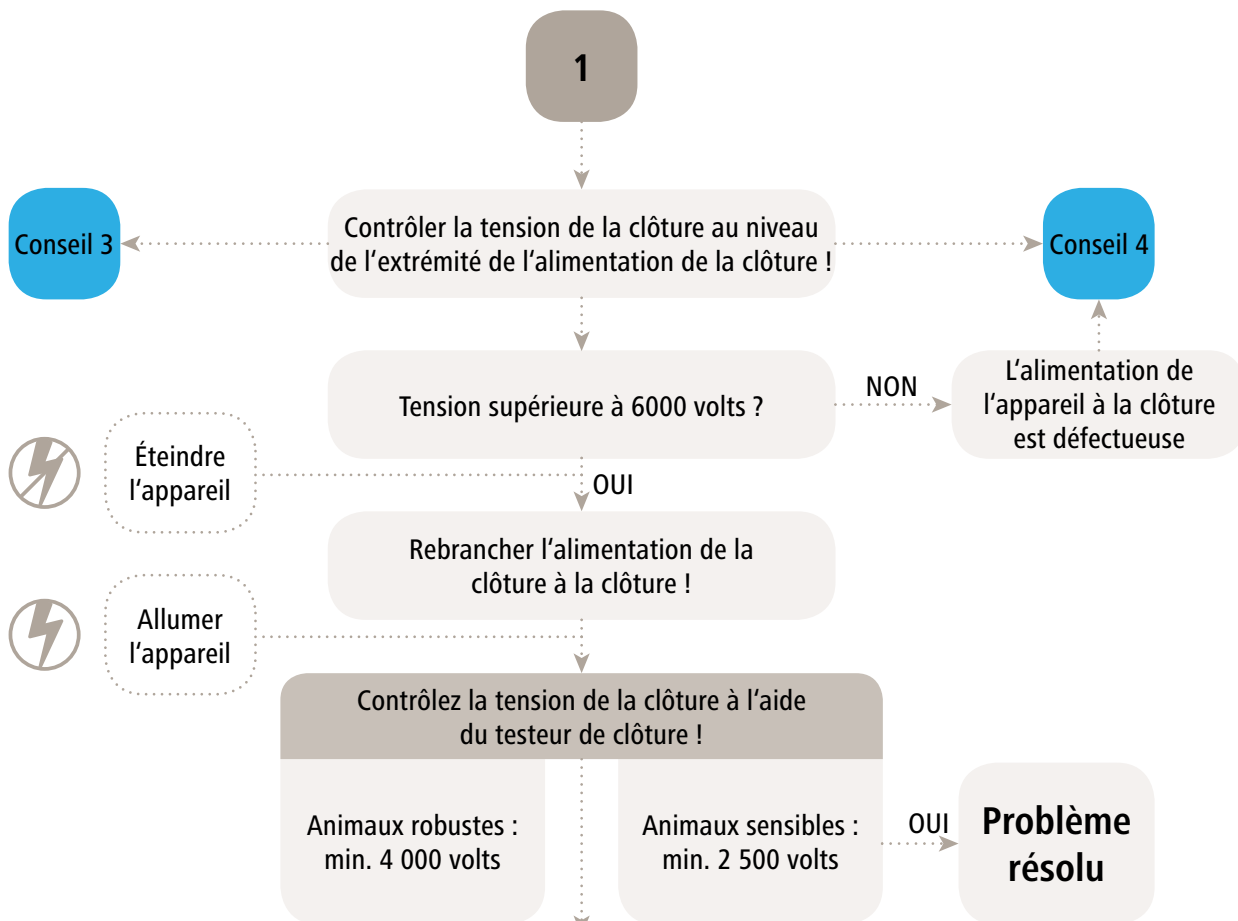 1
Conseil 3
Contrôler la tension de la clôture au niveau
de l'extrémité de l'alimentation de la clôture !
Conseil 4
Tension supérieure à 6000 volts ?
NON
L‘alimentation de
l‘appareil à la clôture
est défectueuse
Éteindre
l‘appareil
OUI
Rebrancher l‘alimentation de la
clôture à la clôture !
Allumer
l‘appareil
Contrôlez la tension de la clôture à l‘aide
du testeur de clôture !
Animaux robustes :
min. 4 000 volts
Animaux sensibles :
min. 2 500 volts
OUI
Problème
résolu